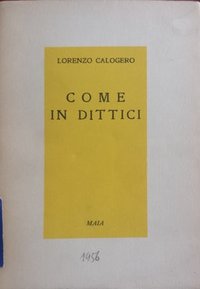 LORENZO CALOGERO
COME
IN DITTICI
MAIA
1956